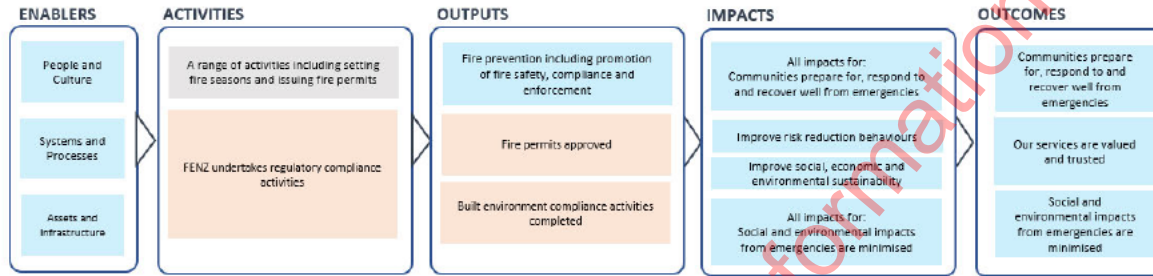 ENABLERS
People and
Culture
Systems and
Processes
Assets and
Infrastructure
ACTIVITIES
A range of activities including setting
fire seasons and issuing fire permits
FENZ undertakes regulatory compliance
activities
OUTPUTS
Fire prevention including promotion
of fire safety, compliance and
enforcement
Fire permits approved
Built environment compliance activities
completed
IMPACTS
All impacts for:
Communities prepare for, respond to
and recover well from emergencies
Improve risk reduction behaviours
Improve social, economic and
environmental sustainability
All impacts for:
Social and environmental impacts
from emergencies are minimised
OUTCOMES
Communities prepare
for, respond to and
recover well from
emergencies
Our services are valued
and trusted
Social and
environmental impacts
from emergencies are
minimised